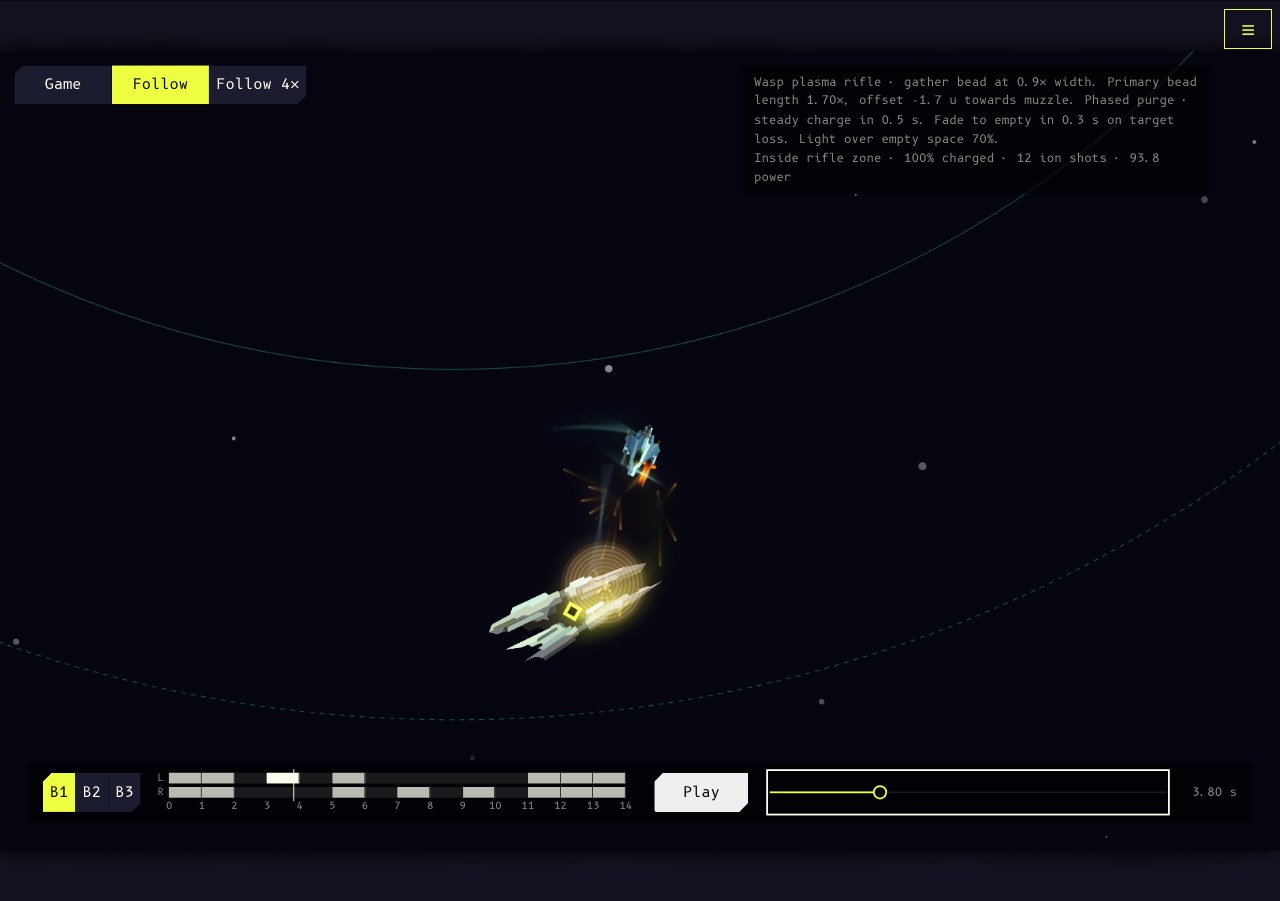 ≡
Game Follow Follow 4×
Wasp plasma rifle · gather bead at 0.9× width. Primary bead
length 1.70×, offset -1.7 u towards muzzle. Phased purge ·
steady charge in 0.5 s. Fade to empty in 0.3 s on target
loss. Light over empty space 70%.
Inside rifle zone · 100% charged · 12 ion shots · 93.8
power
L
B1 B2 B3 Play 3.80 s
R
0 1 2 3 4 5 6 7 8 9 10 11 12 13 14